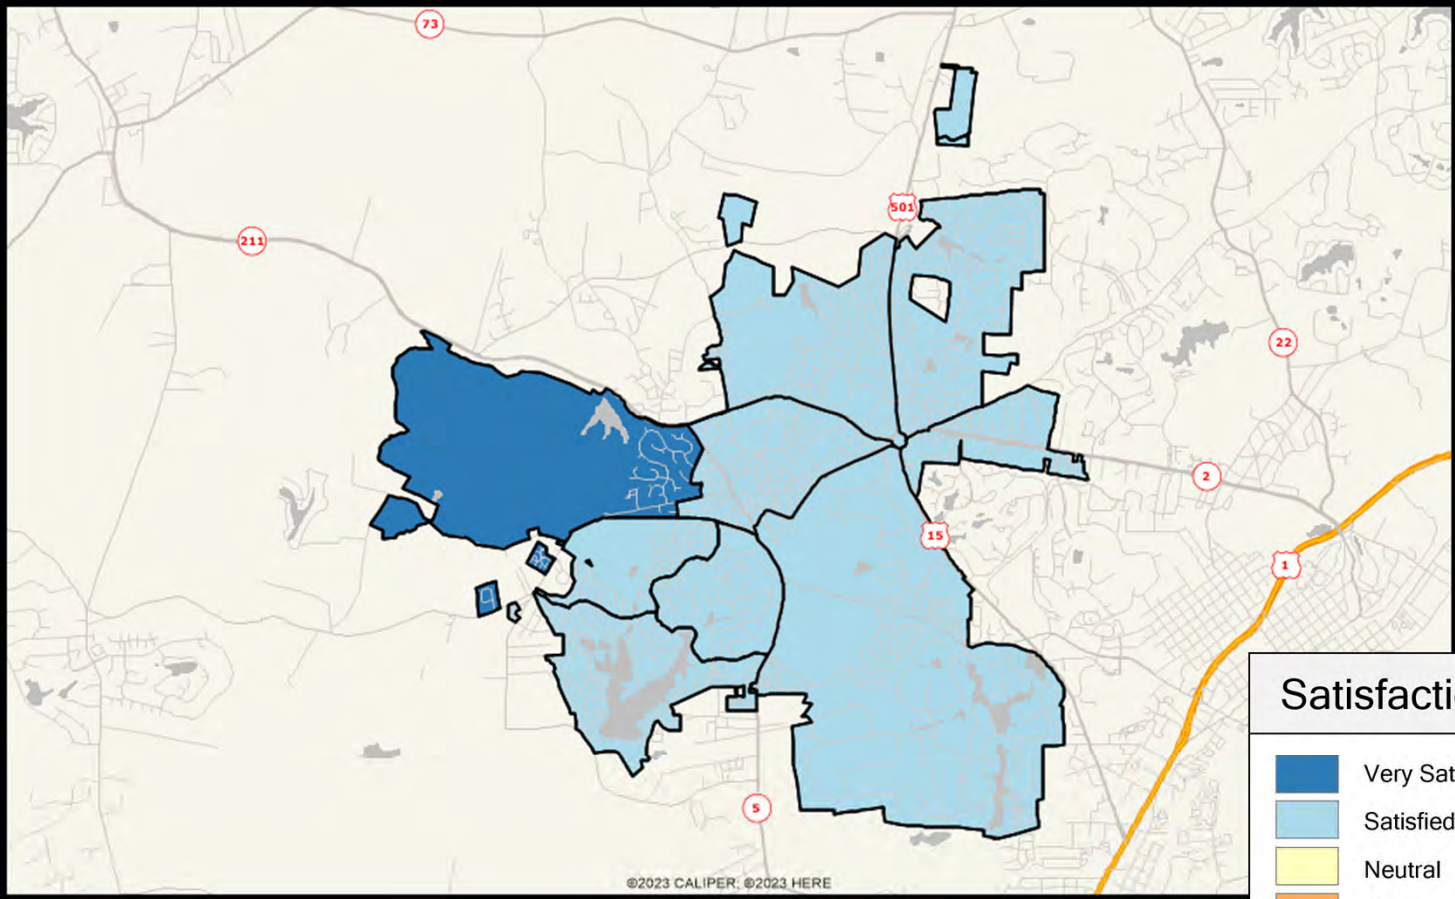 73
501
211
22
2
15
1
5
Satisfacti
Very Sat
Satisfied
Neutral
©2023 CALIPER; ©2023 HERE